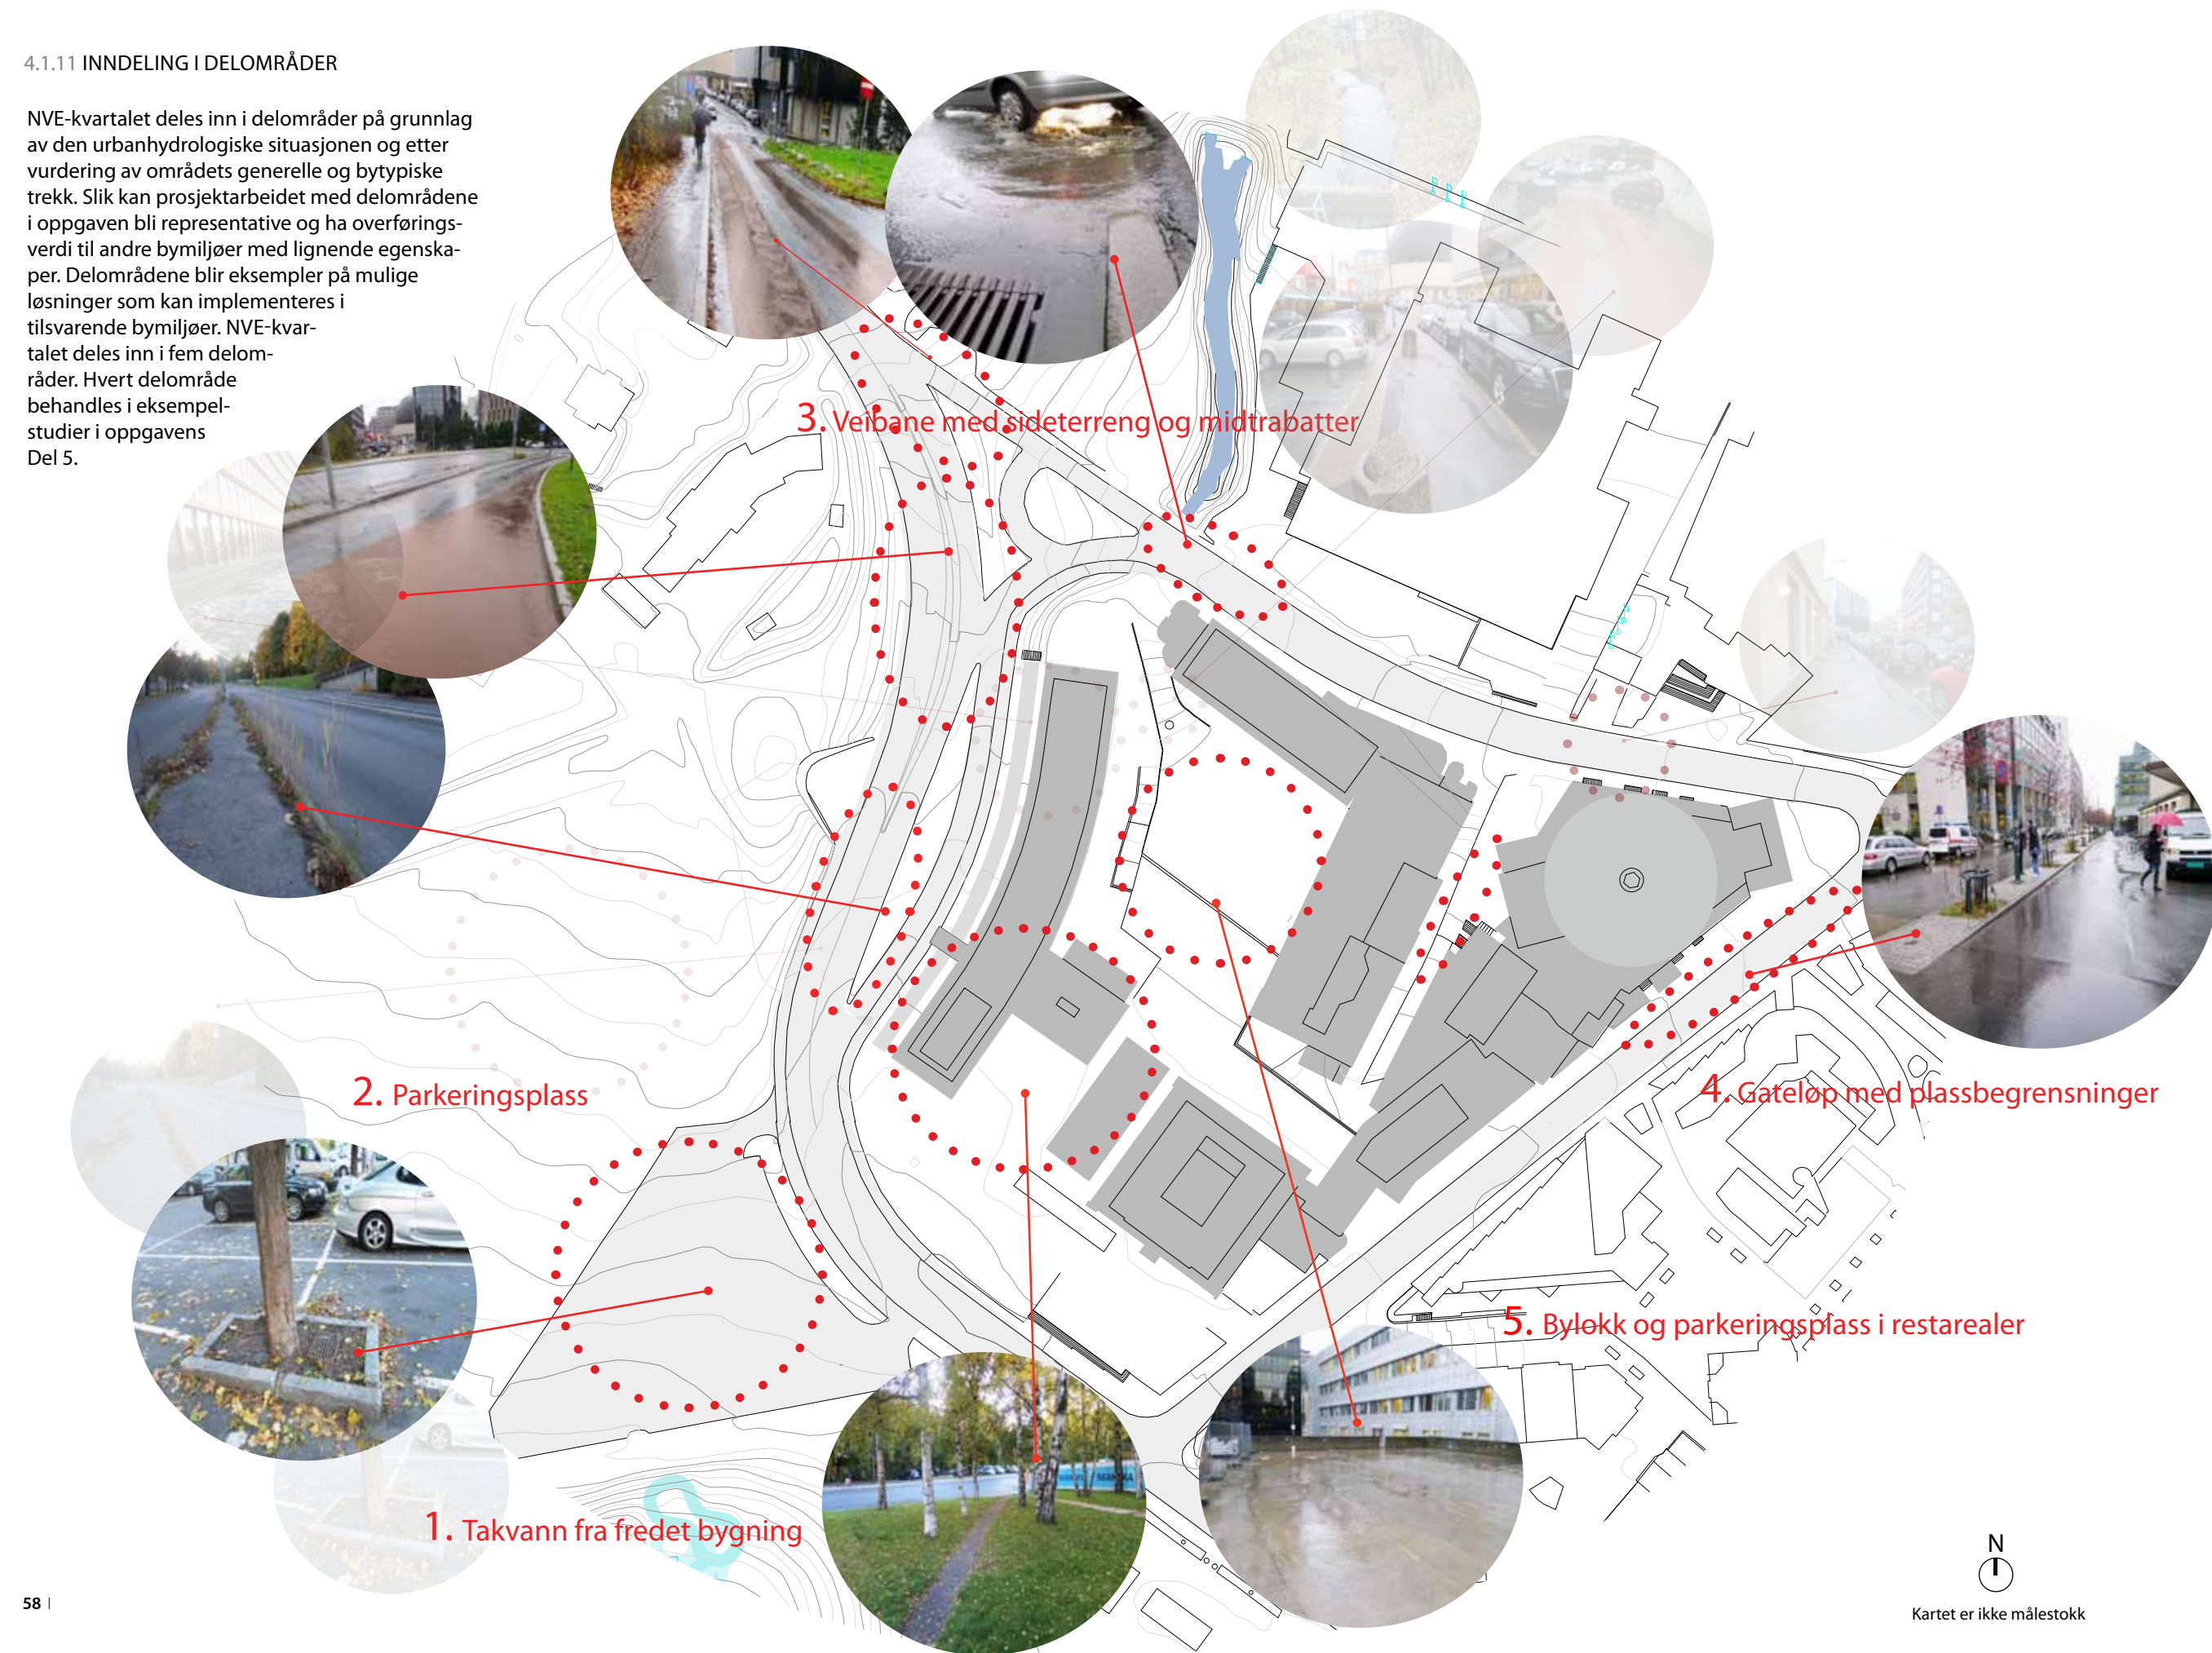 4.1.11 INNDELING I DELOMRÅDER
NVE-kvartalet deles inn i delområder på grunnlag
av den urbanhydrologiske situasjonen og etter
vurdering av områdets generelle og bytypiske
trekk. Slik kan prosjektarbeidet med delområdene
i oppgaven bli representative og ha overførings-
verdi til andre bymiljøer med lignende egenska-
per. Delområdene blir eksempler på mulige
løsninger som kan implementeres i
tilsvarende bymiljøer. NVE-kvar-
talet deles inn i fem delom-
råder. Hvert delområde
behandles i eksempel-
studier i oppgavens
Del 5.
3. Veibane med sideterreng og midtrabatter
2. Parkeringsplass
4. Gateløp med plassbegrensninger
5. Bylokk og parkeringsplass i restarealer
1. Takvann fra fredet bygning
N
Kartet er ikke målestokk
58 |